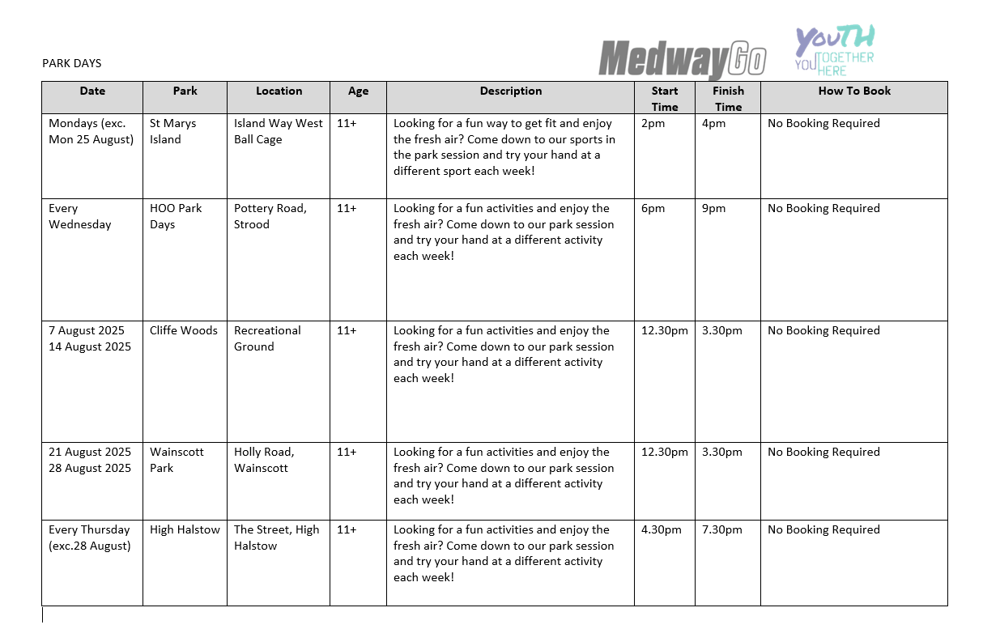 MedwayGo
YOUTH
YOU TOGETHER
HERE
PARK DAYS
Date Park Location Age Description Start Time Finish Time How To Book
Mondays (exc. St Marys Island Way West 11+ Looking for a fun way to get fit and enjoy 2pm 4pm No Booking Required
Mon 25 August) Island Ball Cage the fresh air? Come down to our sports in
the park session and try your hand at a
different sport each week!
Every HOO Park Pottery Road, 11+ Looking for a fun activities and enjoy the 6pm 9pm No Booking Required
Wednesday Days Strood fresh air? Come down to our park session
and try your hand at a different activity
each week!
7 August 2025 Cliffe Woods Recreational 11+ Looking for a fun activities and enjoy the 12.30pm 3.30pm No Booking Required
14 August 2025 Ground fresh air? Come down to our park session
and try your hand at a different activity
each week!
21 August 2025 Wainscott Holly Road, 11+ Looking for a fun activities and enjoy the 12.30pm 3.30pm No Booking Required
28 August 2025 Park Wainscott fresh air? Come down to our park session
and try your hand at a different activity
each week!
Every Thursday High Halstow The Street, High 11+ Looking for a fun activities and enjoy the 4.30pm 7.30pm No Booking Required
(exc.28 August) Halstow fresh air? Come down to our park session
and try your hand at a different activity
each week!